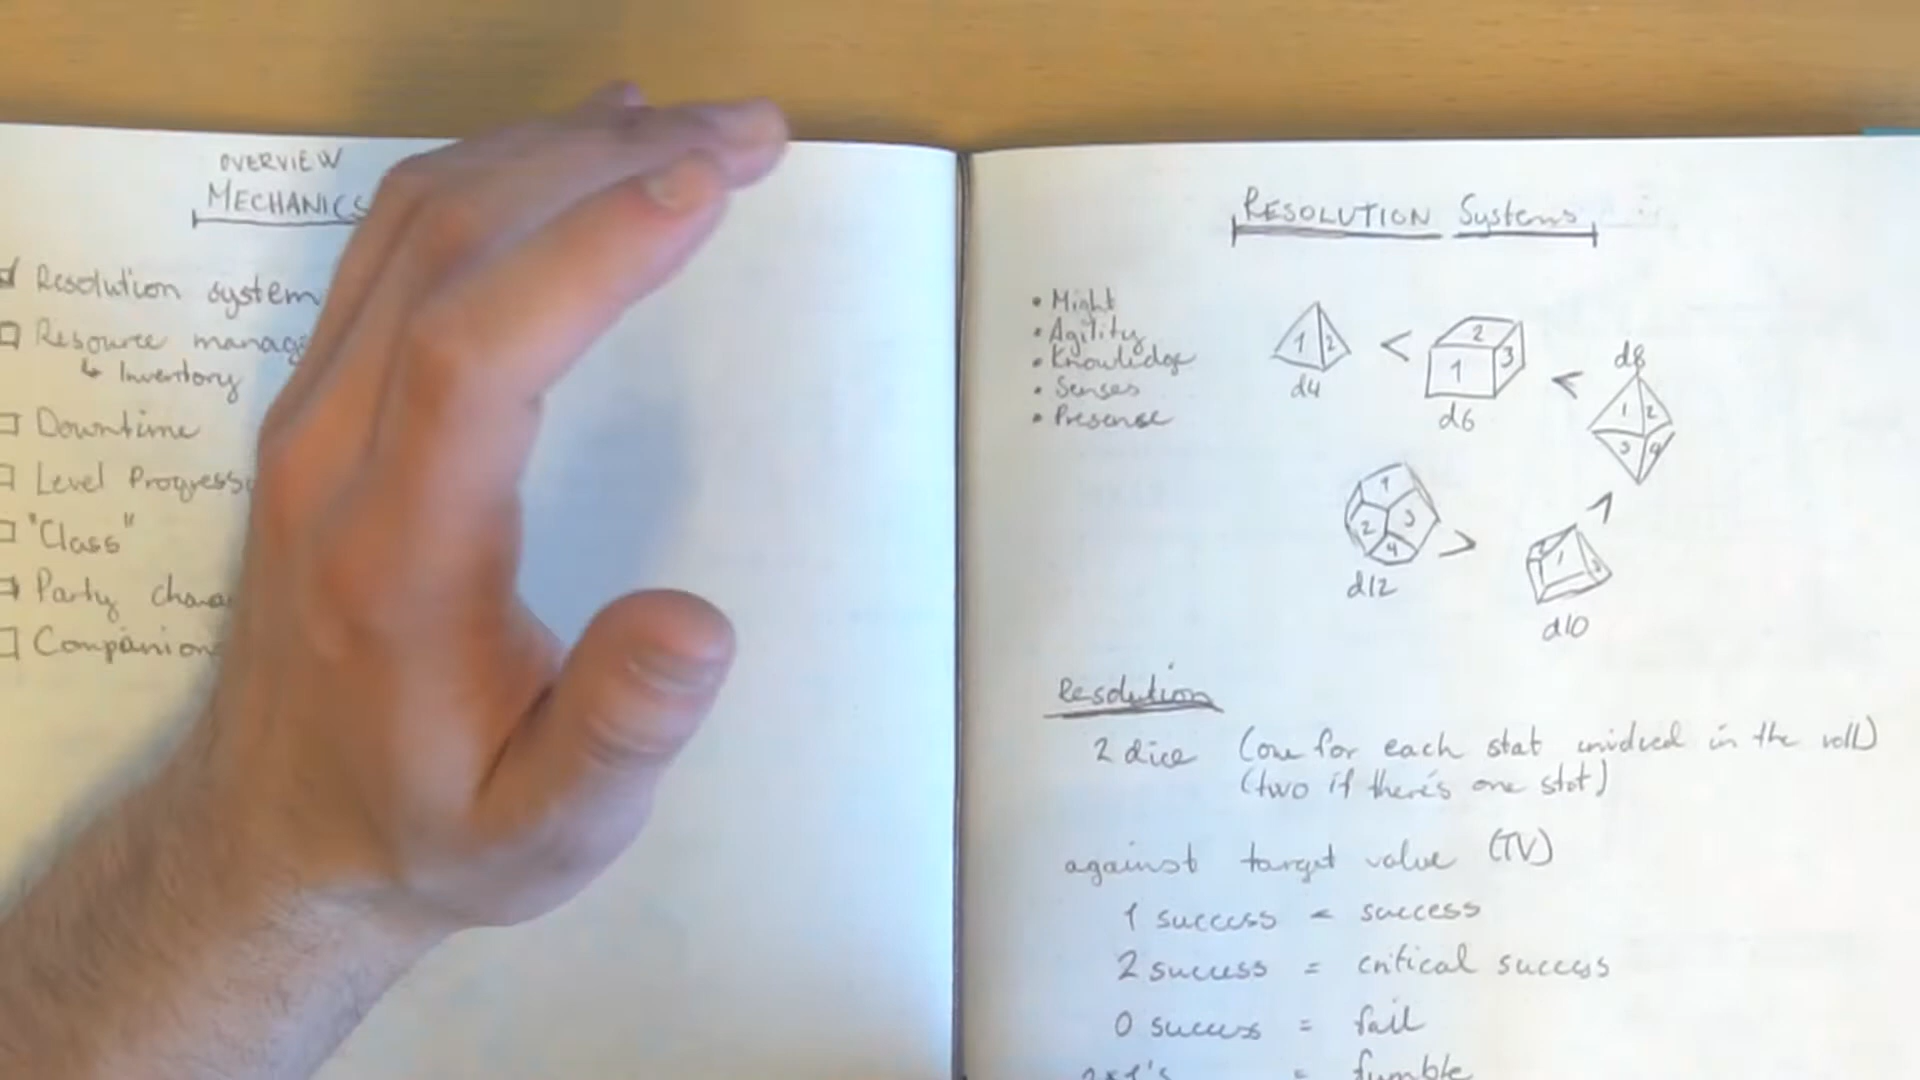 OVERVIEW
MECHANICS
Resolution system
Resource manag
↳ Inventory
Downtime
Level Progress
"Class"
Party chara
Companion
RESOLUTION Systems
• Might
• Agility
• Knowledge
• Senses
• Presense
1 2
d4
<
2
1 3
d6
<
d8
1 2
3 4
1
2 3
4
d12
>
1
d10
>
Resolution
2 dice (one for each stat involved in the roll)
(two if there's one stat)
against target value (TV)
1 success = success
2 success = critical success
0 success = fail
2x1's = fumble